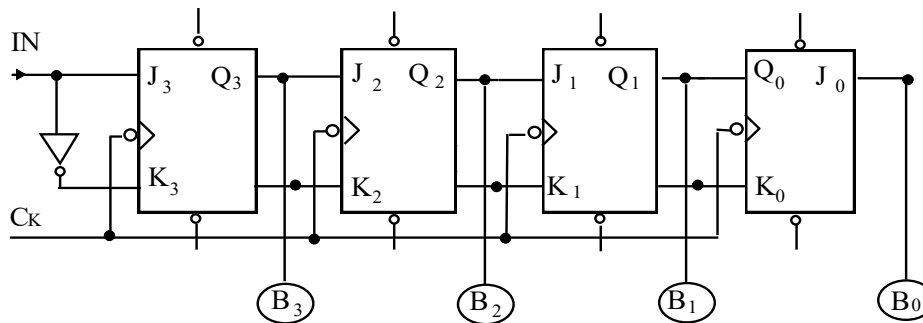 IN
J3 Q3 J2 Q2 J1 Q1 Q0 J0
K3 K2 K1 K0
CK
B3 B2 B1 B0